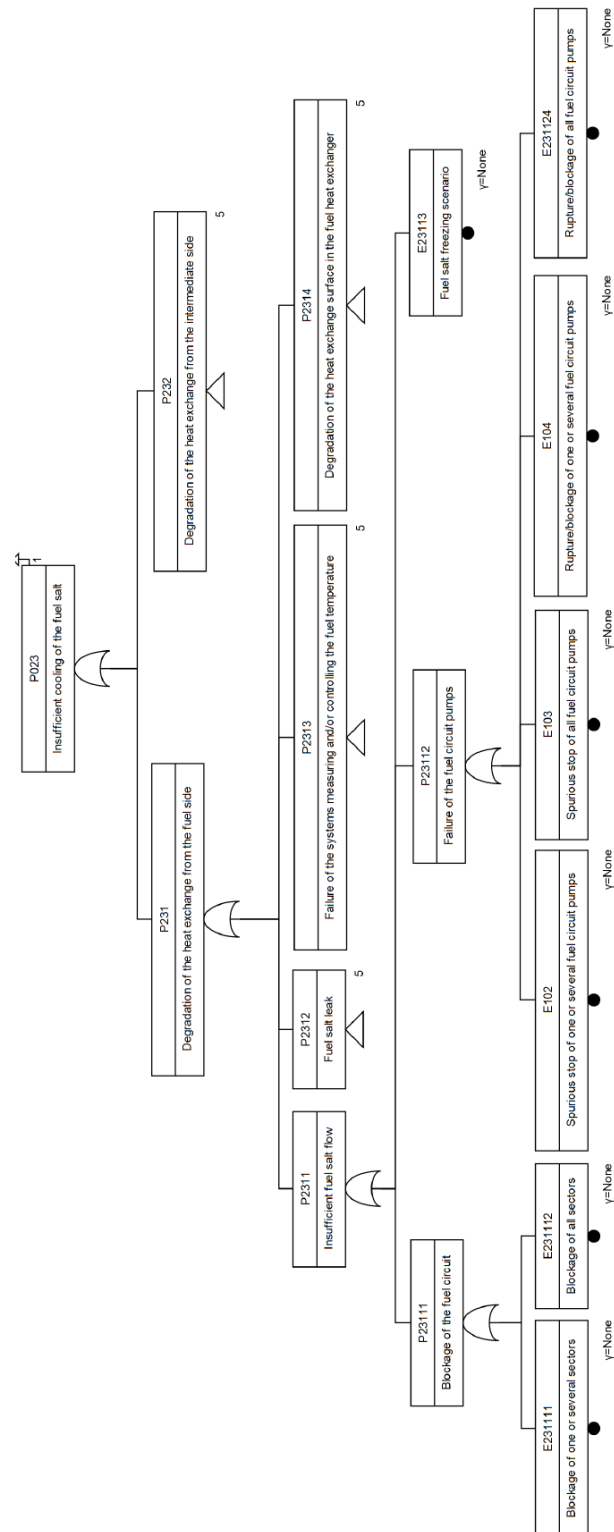 1
P023
Insufficient cooling of the fuel salt
P231
Degradation of the heat exchange from the fuel side
P232
Degradation of the heat exchange from the intermediate side
5
P2311
Insufficient fuel salt flow
P2312
Fuel salt leak
5
P2313
Failure of the systems measuring and/or controlling the fuel temperature
5
P2314
Degradation of the heat exchange surface in the fuel heat exchanger
5
P23111
Blockage of the fuel circuit
P23112
Failure of the fuel circuit pumps
E23113
Fuel salt freezing scenario
γ=None
E231111
Blockage of one or several sectors
γ=None
E231112
Blockage of all sectors
γ=None
E102
Spurious stop of one or several fuel circuit pumps
γ=None
E103
Spurious stop of all fuel circuit pumps
γ=None
E104
Rupture/blockage of one or several fuel circuit pumps
γ=None
E231124
Rupture/blockage of all fuel circuit pumps
γ=None